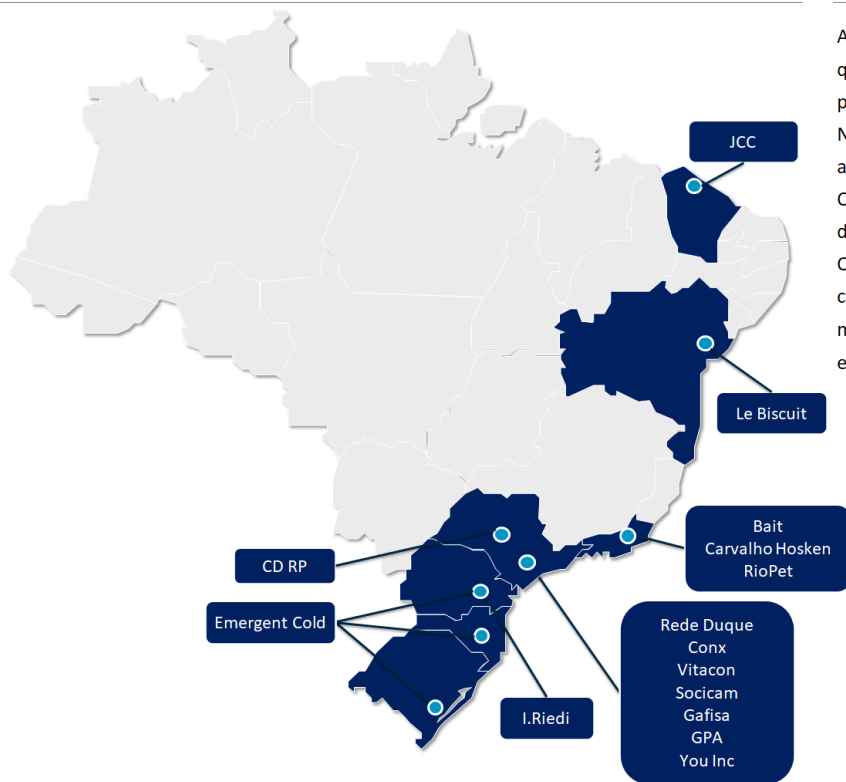 JCC
Le Biscuit
Bait
Carvalho Hosken
RioPet
CD RP
Emergent Cold
Rede Duque
Conx
Vitacon
Socicam
Gafisa
GPA
You Inc
I.Riedi